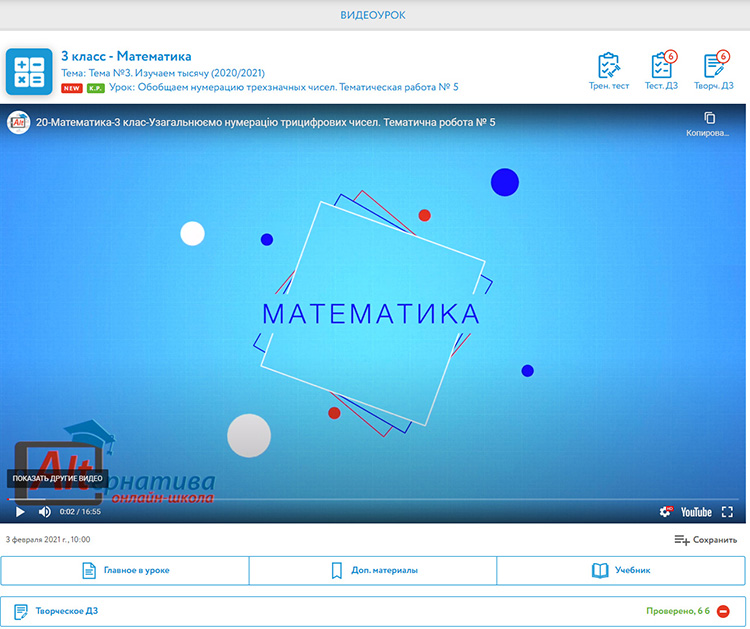 ВИДЕОУРОК
3 класс - Математика
Тема: Тема №3. Изучаем тысячу (2020/2021)
NEW К.Р. Урок: Обобщаем нумерацию трехзначных чисел. Тематическая работа № 5
Трен. тест
6
Тест. ДЗ
6
Творч. ДЗ
Alt 20-Математика-3 клас-Узагальнюємо нумерацію трицифрових чисел. Тематична робота № 5
Копирова...
МАТЕМАТИКА
Альтернатива
онлайн-школа
ПОКАЗАТЬ ДРУГИЕ ВИДЕО
0:02 / 16:55
HD
YouTube
3 февраля 2021 г., 10:00
Сохранить
Главное в уроке
Доп. материалы
Учебник
Творческое ДЗ
Проверено, 6 б